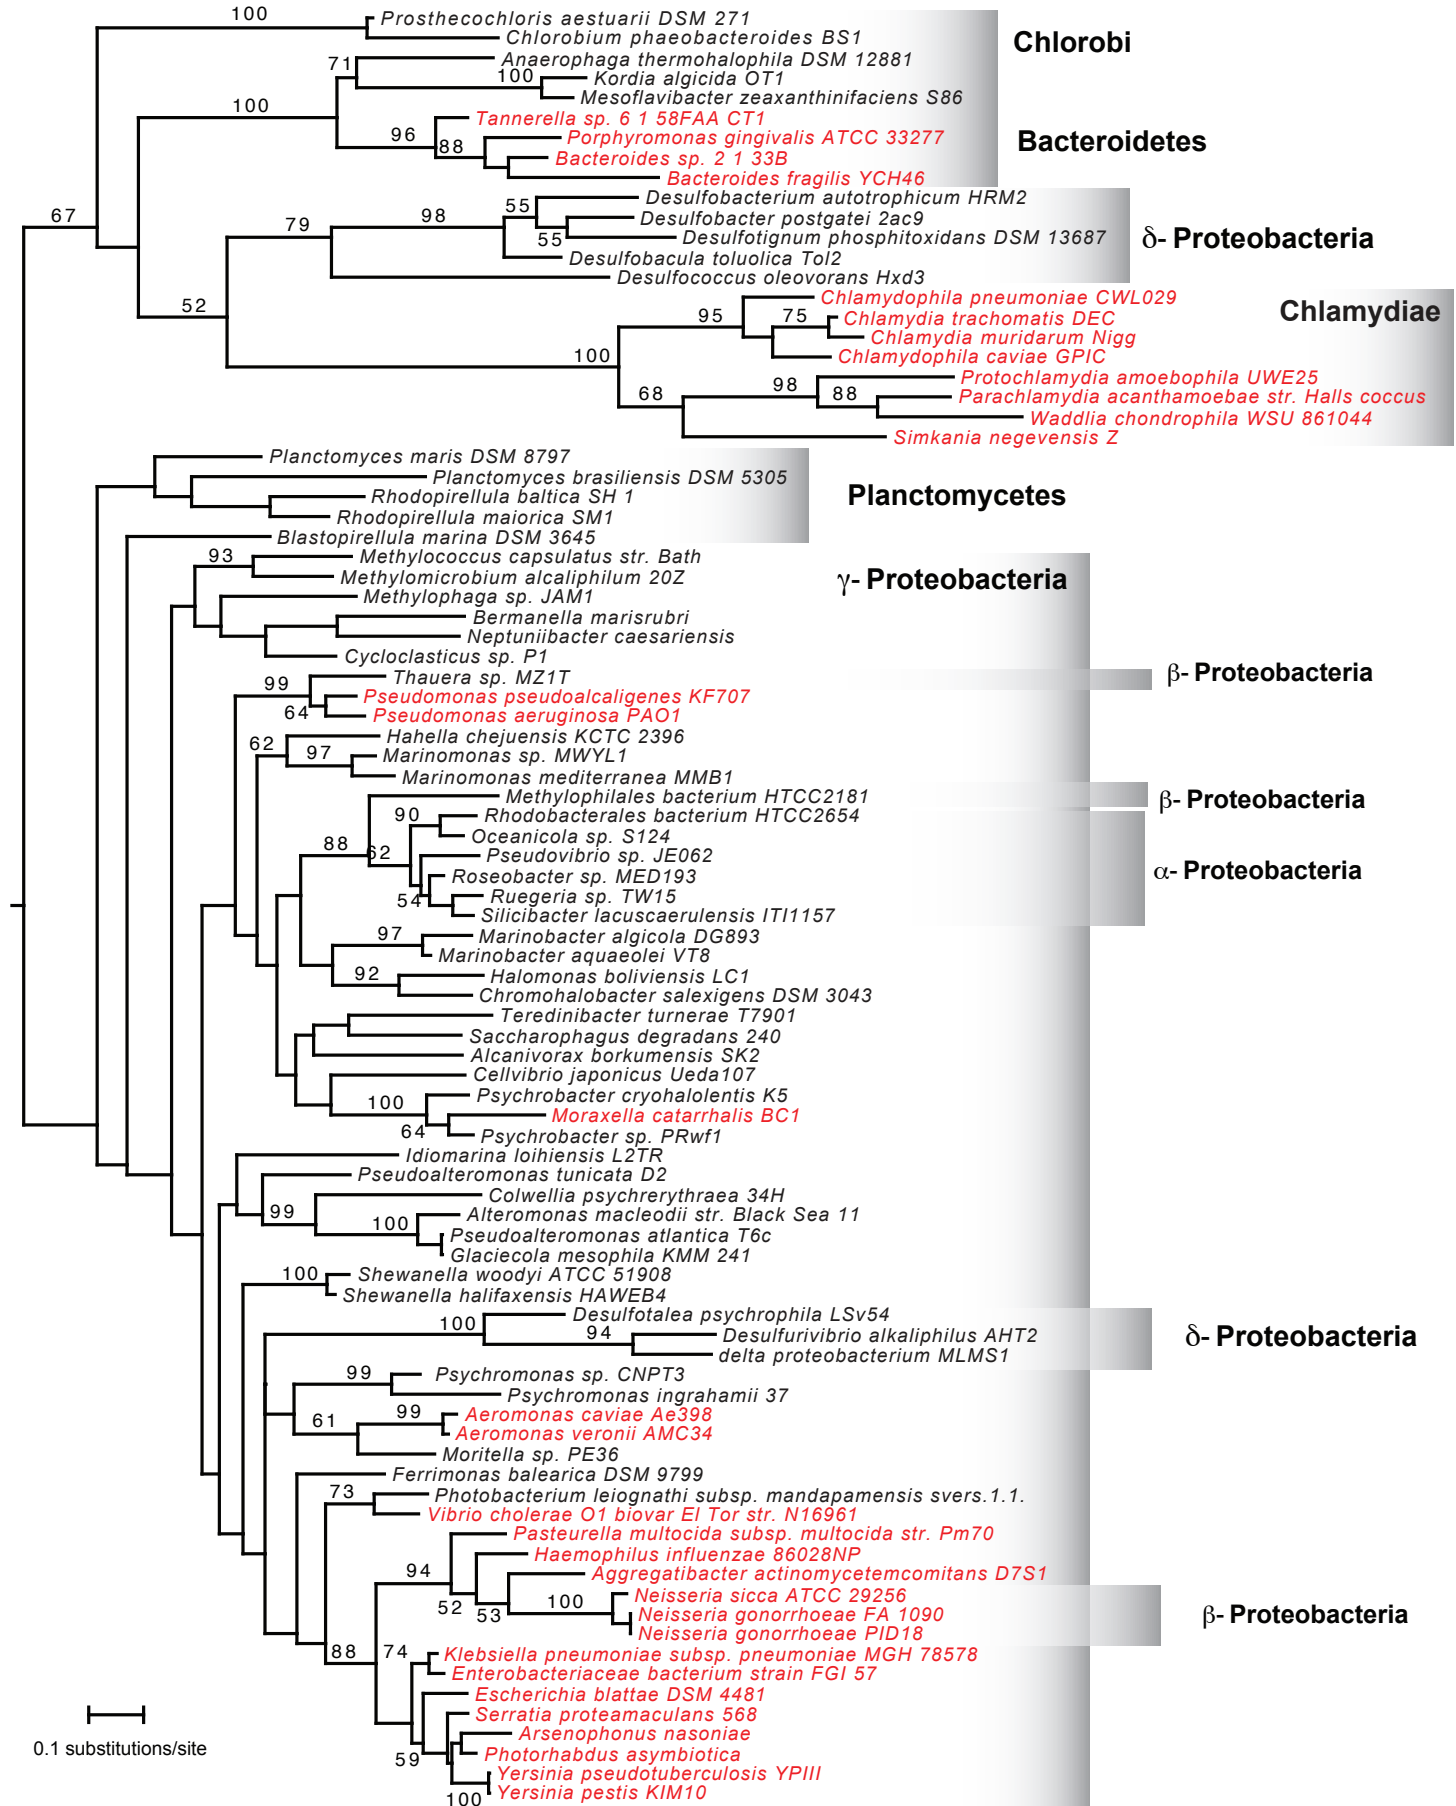 100
Prosthecochloris aestuarii DSM 271
Chlorobium phaeobacteroides BS1
Chlorobi
71
Anaerophaga thermohalophila DSM 12881
100
Kordia algicida OT1
Mesoflavibacter zeaxanthinifaciens S86
100
Tannerella sp. 6 1 58FAA CT1
96
88
Porphyromonas gingivalis ATCC 33277
Bacteroidetes
Bacteroides sp. 2 1 33B
Bacteroides fragilis YCH46
67
Desulfobacterium autotrophicum HRM2
55
98
79
Desulfobacter postgatei 2ac9
55
Desulfotignum phosphitoxidans DSM 13687
δ- Proteobacteria
Desulfobacula toluolica Tol2
Desulfococcus oleovorans Hxd3
52
Chlamydophila pneumoniae CWL029
Chlamydiae
95
75
Chlamydia trachomatis DEC
Chlamydia muridarum Nigg
100
Chlamydophila caviae GPIC
98
Protochlamydia amoebophila UWE25
68
88
Parachlamydia acanthamoebae str. Halls coccus
Waddlia chondrophila WSU 861044
Simkania negevensis Z
Planctomyces maris DSM 8797
Planctomyces brasiliensis DSM 5305
Rhodopirellula baltica SH 1
Planctomycetes
Rhodopirellula maiorica SM1
Blastopirellula marina DSM 3645
93
Methylococcus capsulatus str. Bath
Methylomicrobium alcaliphilum 20Z
γ- Proteobacteria
Methylophaga sp. JAM1
Bermanella marisrubri
Neptuniibacter caesariensis
Cycloclasticus sp. P1
99
Thauera sp. MZ1T
β- Proteobacteria
Pseudomonas pseudoalcaligenes KF707
64
Pseudomonas aeruginosa PAO1
Hahella chejuensis KCTC 2396
62
97
Marinomonas sp. MWYL1
Marinomonas mediterranea MMB1
Methylophilales bacterium HTCC2181
β- Proteobacteria
90
Rhodobacterales bacterium HTCC2654
Oceanicola sp. S124
88
62
Pseudovibrio sp. JE062
Roseobacter sp. MED193
α- Proteobacteria
54
Ruegeria sp. TW15
Silicibacter lacuscaerulensis ITI1157
97
Marinobacter algicola DG893
Marinobacter aquaeolei VT8
92
Halomonas boliviensis LC1
Chromohalobacter salexigens DSM 3043
Teredinibacter turnerae T7901
Saccharophagus degradans 240
Alcanivorax borkumensis SK2
Cellvibrio japonicus Ueda107
100
Psychrobacter cryohalolentis K5
Moraxella catarrhalis BC1
64
Psychrobacter sp. PRwf1
Idiomarina loihiensis L2TR
Pseudoalteromonas tunicata D2
Colwellia psychrerythraea 34H
99
100
Alteromonas macleodii str. Black Sea 11
Pseudoalteromonas atlantica T6c
Glaciecola mesophila KMM 241
100
Shewanella woodyi ATCC 51908
Shewanella halifaxensis HAWEB4
Desulfotalea psychrophila LSv54
100
94
Desulfurivibrio alkaliphilus AHT2
δ- Proteobacteria
delta proteobacterium MLMS1
99
Psychromonas sp. CNPT3
Psychromonas ingrahamii 37
61
99
Aeromonas caviae Ae398
Aeromonas veronii AMC34
Moritella sp. PE36
Ferrimonas balearica DSM 9799
73
Photobacterium leiognathi subsp. mandapamensis svers.1.1.
Vibrio cholerae O1 biovar El Tor str. N16961
Pasteurella multocida subsp. multocida str. Pm70
Haemophilus influenzae 86028NP
94
Aggregatibacter actinomycetemcomitans D7S1
52
53
100
Neisseria sicca ATCC 29256
Neisseria gonorrhoeae FA 1090
β- Proteobacteria
Neisseria gonorrhoeae PID18
88
74
Klebsiella pneumoniae subsp. pneumoniae MGH 78578
Enterobacteriaceae bacterium strain FGI 57
Escherichia blattae DSM 4481
Serratia proteamaculans 568
Arsenophonus nasoniae
0.1 substitutions/site
59
Photorhabdus asymbiotica
Yersinia pseudotuberculosis YPIII
Yersinia pestis KIM10
100